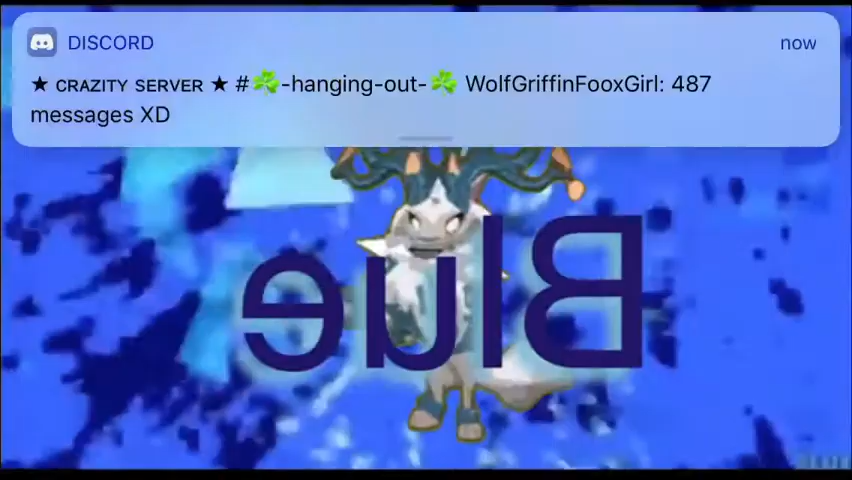 DISCORD now
★ CRAZITY SERVER ★ #☘️-hanging-out-☘️ WolfGriffinFooxGirl: 487
messages XD
Blue